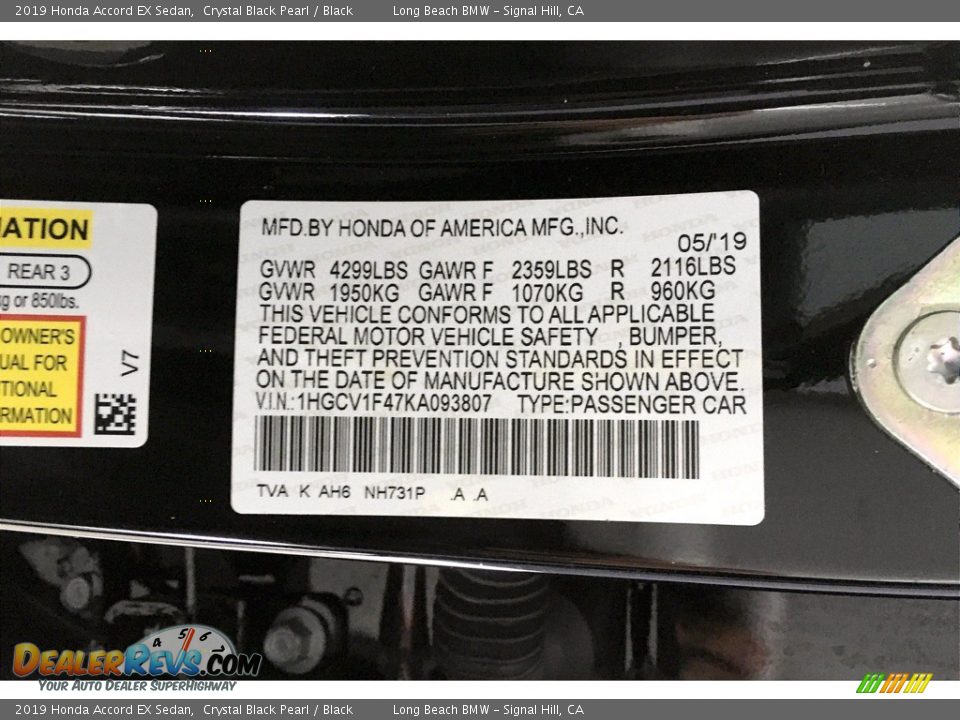 2019 Honda Accord EX Sedan, Crystal Black Pearl / Black Long Beach BMW - Signal Hill, CA
MFD.BY HONDA OF AMERICA MFG.,INC.
05/'19
GVWR 4299LBS GAWR F 2359LBS R 2116LBS
GVWR 1950KG GAWR F 1070KG R 960KG
THIS VEHICLE CONFORMS TO ALL APPLICABLE
FEDERAL MOTOR VEHICLE SAFETY , BUMPER,
AND THEFT PREVENTION STANDARDS IN EFFECT
ON THE DATE OF MANUFACTURE SHOWN ABOVE.
V.I.N.:1HGCV1F47KA093807 TYPE:PASSENGER CAR
TVA K AH6 NH731P .A .A
REAR 3
or 850lbs.
OWNER'S
FOR
V7
4 5 6
DEALERREVS.COM
YOUR AUTO DEALER SUPERHIGHWAY
2019 Honda Accord EX Sedan, Crystal Black Pearl / Black Long Beach BMW - Signal Hill, CA